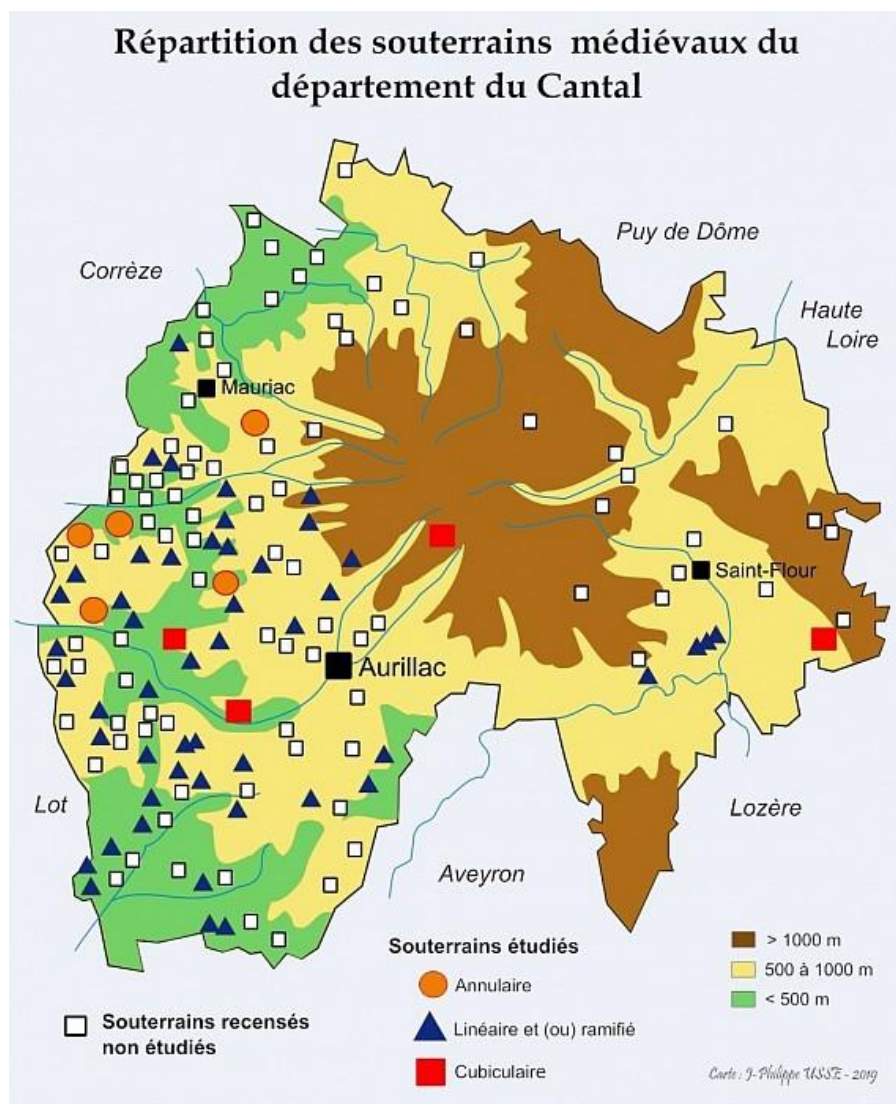 Répartition des souterrains médiévaux du
département du Cantal
Puy de Dôme
Corrèze
Haute
Loire
Mauriac
Saint-Flour
Aurillac
Lot
Lozère
Aveyron
Souterrains étudiés
Annulaire
Linéaire et (ou) ramifié
Cubiculaire
Souterrains recensés
non étudiés
> 1000 m
500 à 1000 m
< 500 m
Carte : J-Philippe USSE - 2019